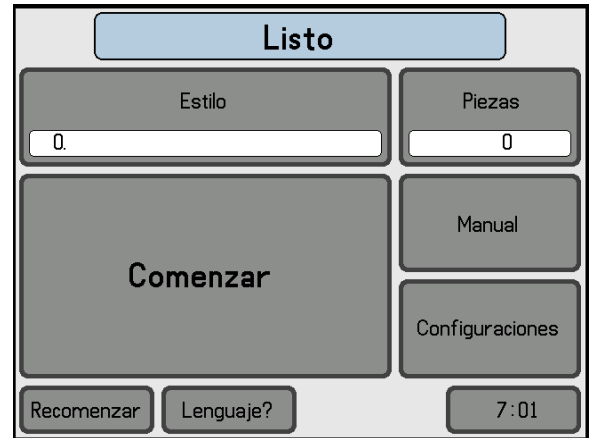 Listo
Estilo
0.
Piezas
0
Comenzar
Manual
Configuraciones
Recomenzar
Lenguaje?
7:01